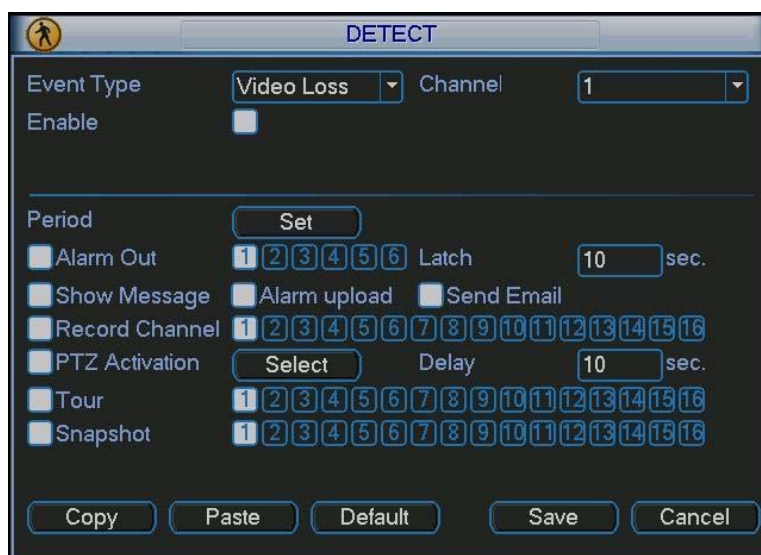 DETECT
Event Type Video Loss Channel 1
Enable
Period Set
Alarm Out 1 2 3 4 5 6 Latch 10 sec.
Show Message Alarm upload Send Email
Record Channel 1 2 3 4 5 6 7 8 9 10 11 12 13 14 15 16
PTZ Activation Select Delay 10 sec.
Tour 1 2 3 4 5 6 7 8 9 10 11 12 13 14 15 16
Snapshot 1 2 3 4 5 6 7 8 9 10 11 12 13 14 15 16
Copy Paste Default Save Cancel